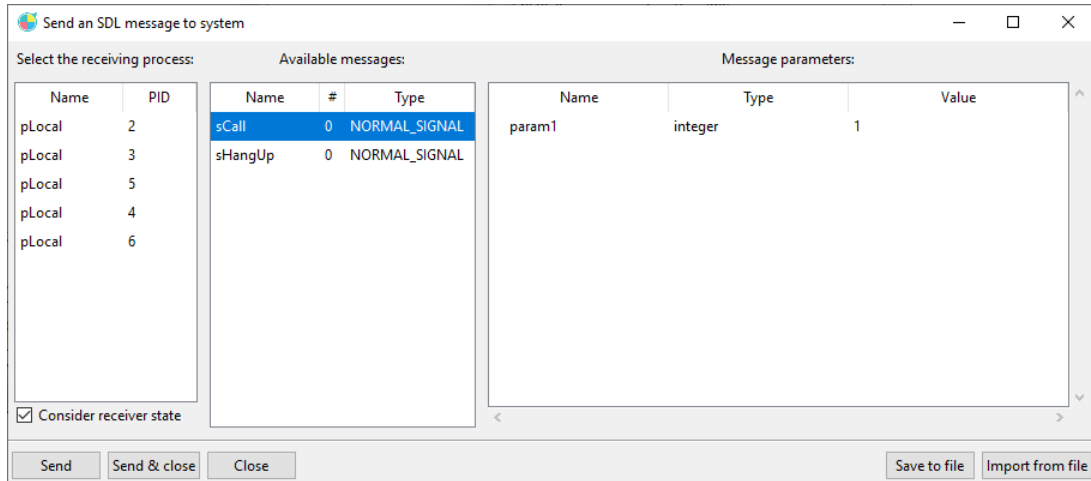 Send an SDL message to system
Select the receiving process: Available messages: Message parameters:
Name PID Name # Type Name Type Value
pLocal 2 sCall 0 NORMAL_SIGNAL param1 integer 1
pLocal 3 sHangUp 0 NORMAL_SIGNAL
pLocal 5
pLocal 4
pLocal 6
Consider receiver state
Send Send & close Close Save to file Import from file